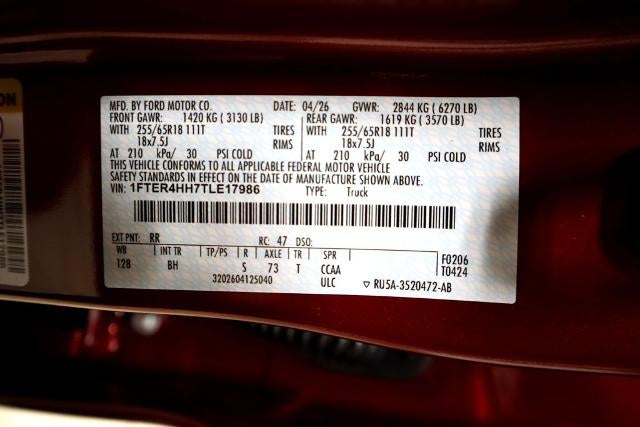 MFD. BY FORD MOTOR CO. DATE: 04/26 GVWR: 2844 KG ( 6270 LB)
FRONT GAWR: 1420 KG ( 3130 LB) REAR GAWR: 1619 KG ( 3570 LB)
WITH 255/65R18 111T TIRES WITH 255/65R18 111T TIRES
18x7.5J RIMS 18x7.5J RIMS
AT 210 kPa/ 30 PSI COLD AT 210 kPa/ 30 PSI COLD
THIS VEHICLE CONFORMS TO ALL APPLICABLE FEDERAL MOTOR VEHICLE
SAFETY STANDARDS IN EFFECT ON THE DATE OF MANUFACTURE SHOWN ABOVE.
VIN: 1FTER4HH7TLE17986 TYPE: Truck
EXT PNT: RR RC: 47 DSO:
WB INT TR TP/PS R AXLE TR SPR F0206
128 BH S 73 T CCAA T0424
3202604125040 ULC RU5A-3520472-AB